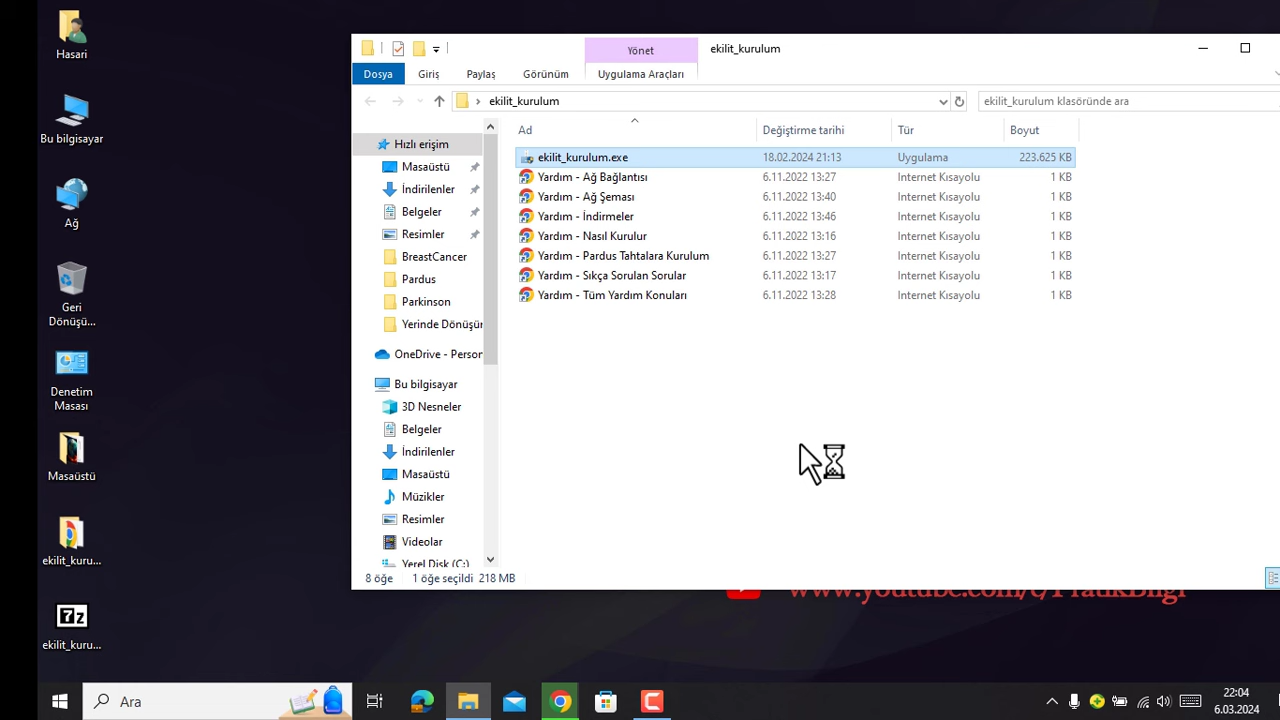 Hasari
Bu bilgisayar
Ağ
Geri
Dönüşü...
Denetim
Masası
Masaüstü
ekilit_kuru...
7z
ekilit_kuru...
Yönet
ekilit_kurulum
Dosya
Giriş
Paylaş
Görünüm
Uygulama Araçları
ekilit_kurulum
ekilit_kurulum klasöründe ara
Hızlı erişim
Masaüstü
İndirilenler
Belgeler
Resimler
BreastCancer
Pardus
Parkinson
Yerinde Dönüşür
OneDrive - Person
Bu bilgisayar
3D Nesneler
Belgeler
İndirilenler
Masaüstü
Müzikler
Resimler
Videolar
Yerel Disk (C:)
Ad Değiştirme tarihi Tür Boyut
ekilit_kurulum.exe 18.02.2024 21:13 Uygulama 223.625 KB
Yardım - Ağ Bağlantısı 6.11.2022 13:27 Internet Kısayolu 1 KB
Yardım - Ağ Şeması 6.11.2022 13:40 Internet Kısayolu 1 KB
Yardım - İndirmeler 6.11.2022 13:46 Internet Kısayolu 1 KB
Yardım - Nasıl Kurulur 6.11.2022 13:16 Internet Kısayolu 1 KB
Yardım - Pardus Tahtalara Kurulum 6.11.2022 13:27 Internet Kısayolu 1 KB
Yardım - Sıkça Sorulan Sorular 6.11.2022 13:17 Internet Kısayolu 1 KB
Yardım - Tüm Yardım Konuları 6.11.2022 13:28 Internet Kısayolu 1 KB
8 öğe 1 öğe seçildi 218 MB
www.youtube.com/c/PratikBilgi
Ara
22:04
6.03.2024